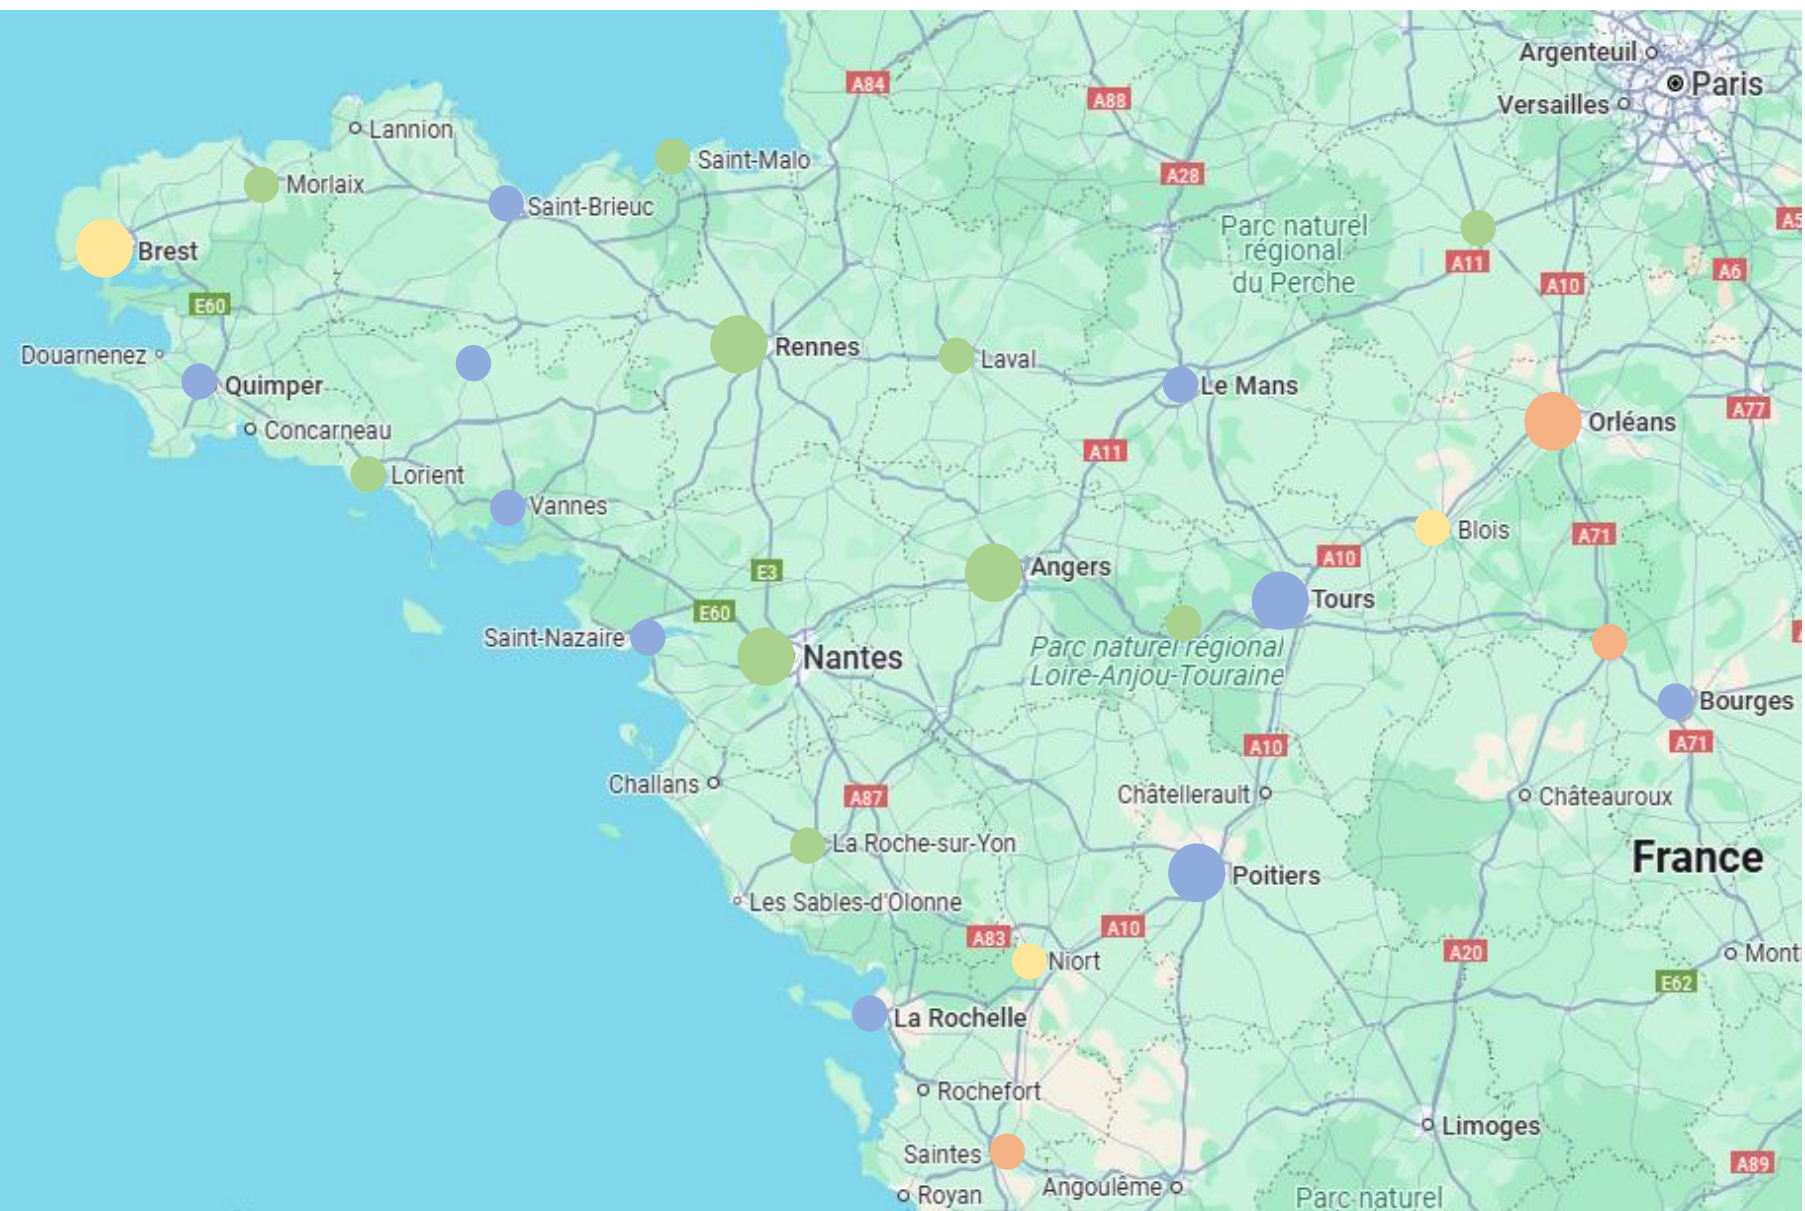 Argenteuil
Paris
A84
A88
Versailles
Lannion
Saint-Malo
A28
Morlaix
Saint-Brieuc
Parc naturel
régional
du Perche
A5
Brest
A11
A6
A10
E60
Douarnenez
Rennes
Laval
Quimper
Le Mans
A77
Orléans
Concarneau
A11
Lorient
Vannes
Blois
A71
A10
E3
Angers
Tours
E60
Saint-Nazaire
Nantes
Parc naturel régional
Loire-Anjou-Touraine
Bourges
A10
A71
Challans
A87
Châtellerault
Châteauroux
La Roche-sur-Yon
France
Poitiers
Les Sables-d'Olonne
A83
A10
A20
Mont
Niort
E62
La Rochelle
Rochefort
Limoges
Saintes
A89
Royan
Angoulême
Parc naturel